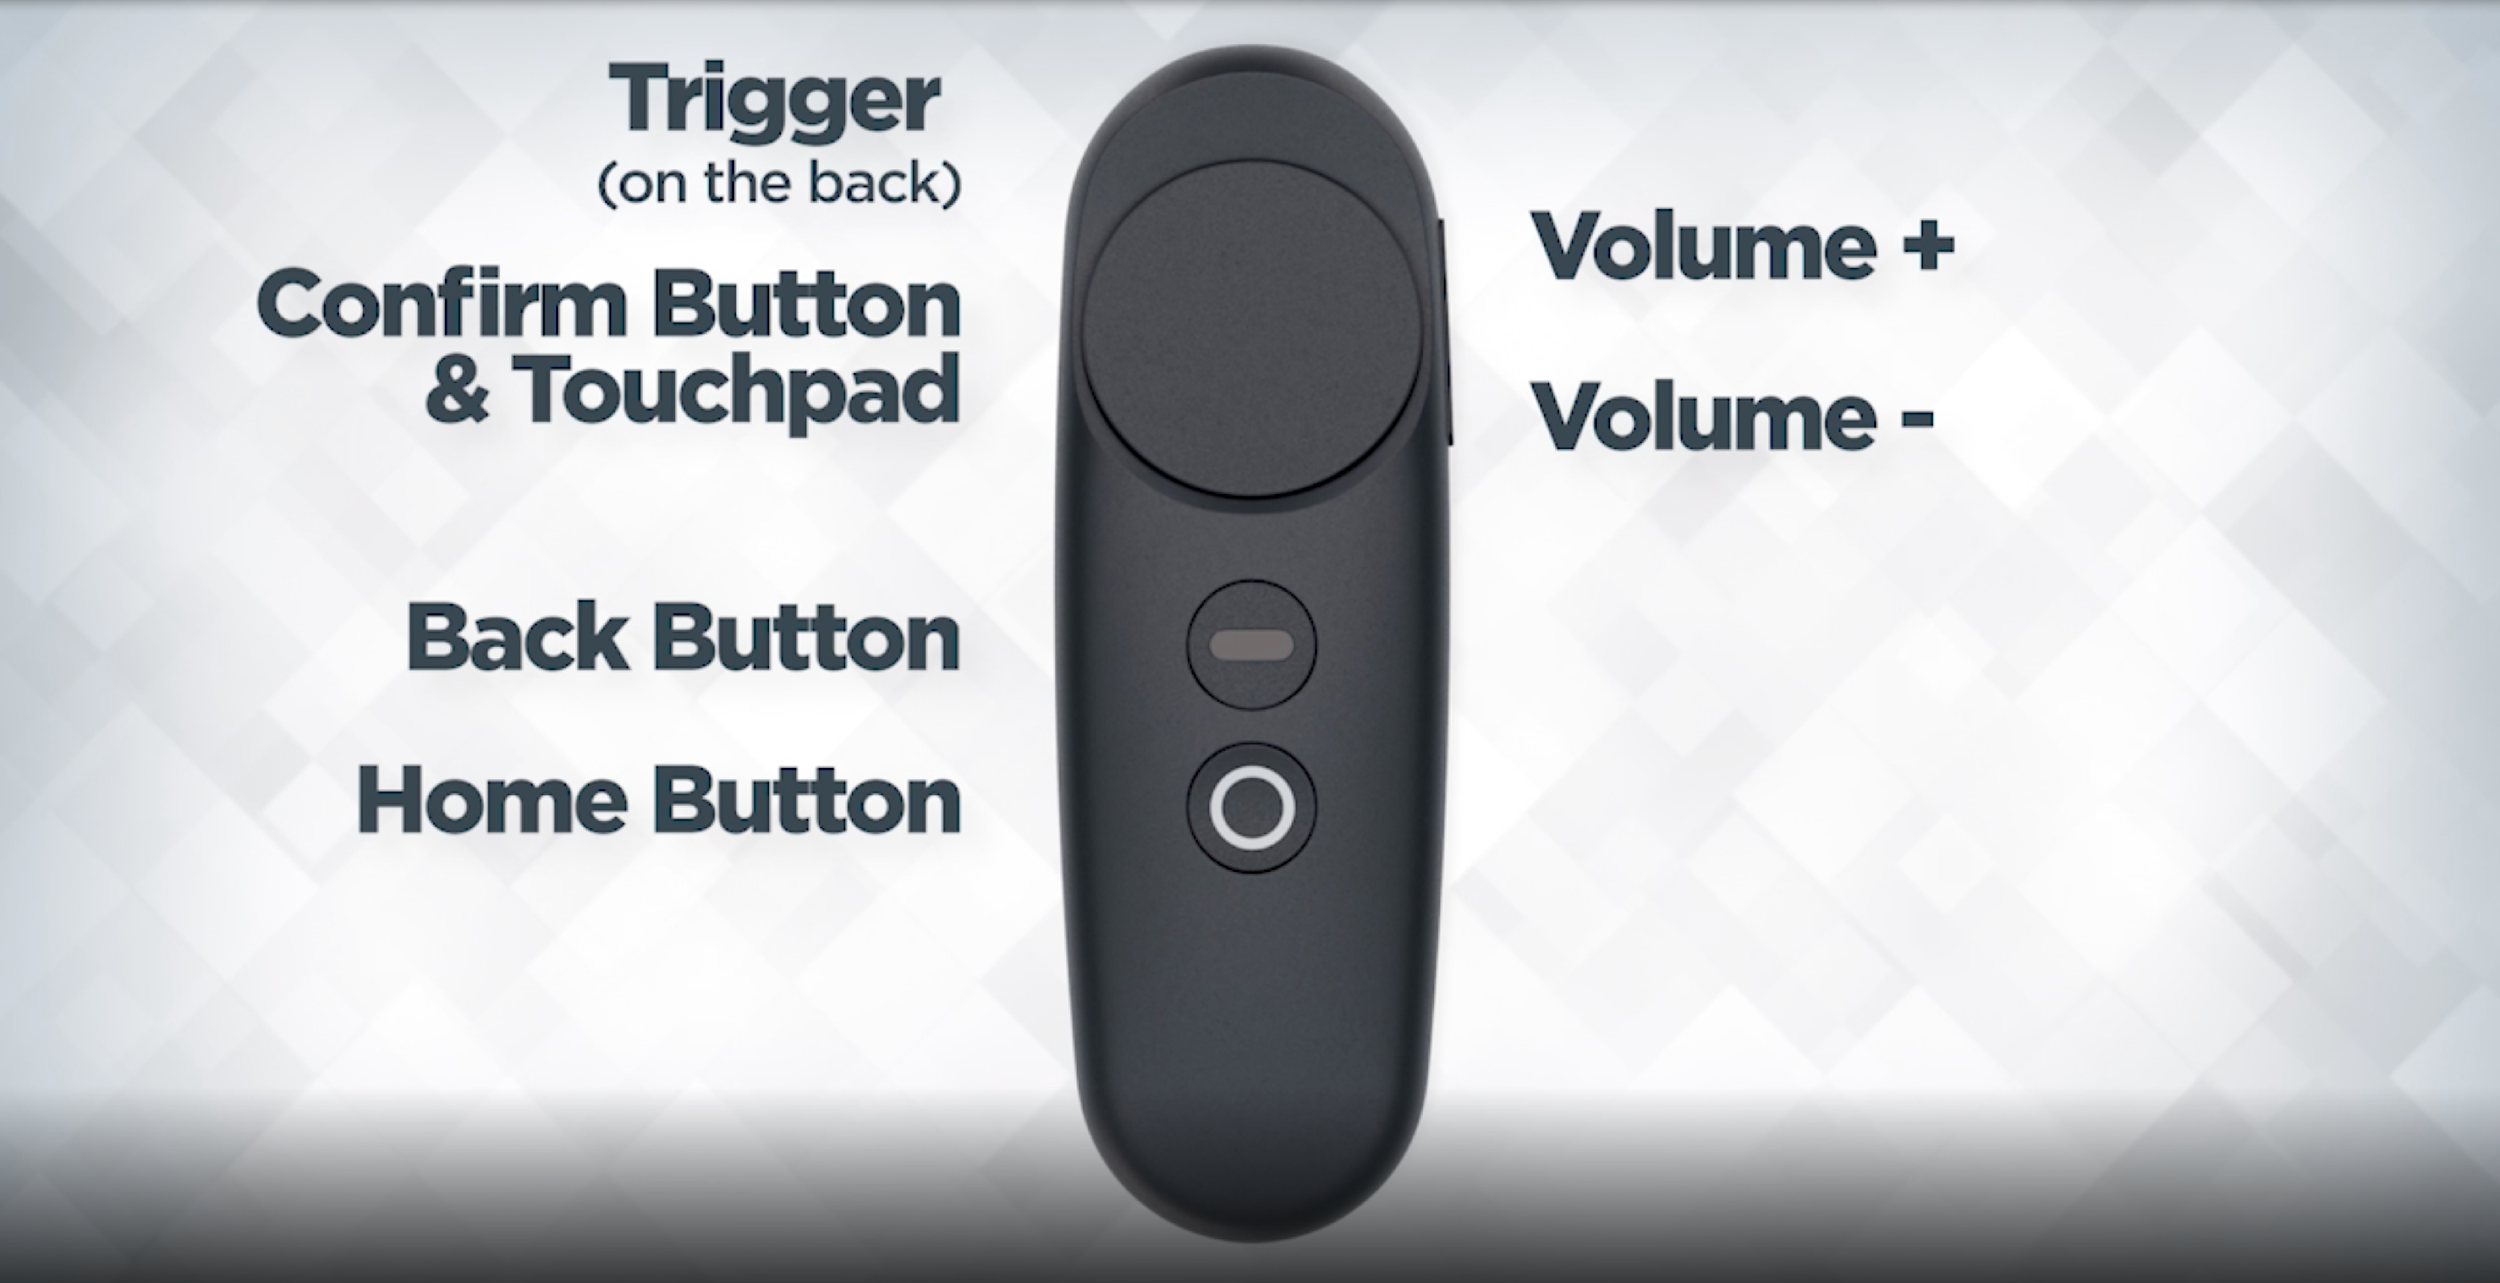 Trigger
(on the back)
Confirm Button
& Touchpad
Back Button
Home Button
Volume +
Volume -